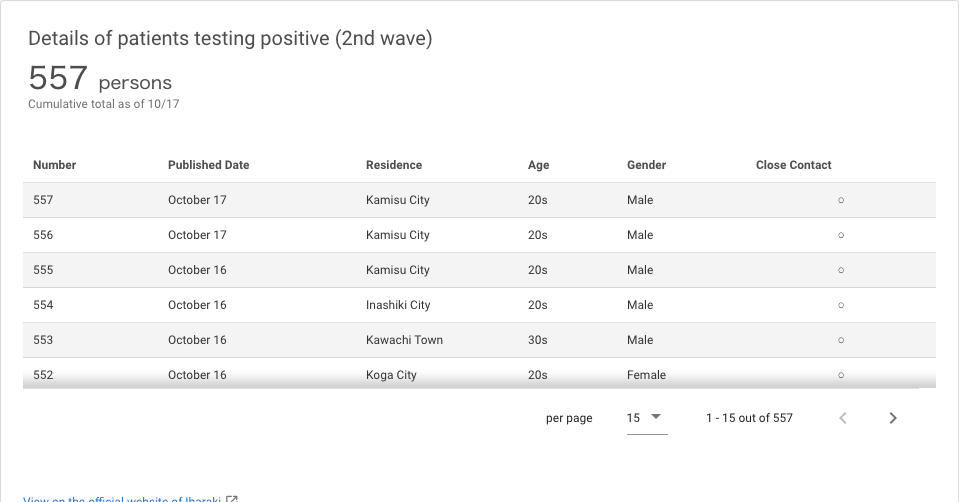 Details of patients testing positive (2nd wave)
557 persons
Cumulative total as of 10/17
Number Published Date Residence Age Gender Close Contact
557 October 17 Kamisu City 20s Male ○
556 October 17 Kamisu City 20s Male ○
555 October 16 Kamisu City 20s Male ○
554 October 16 Inashiki City 20s Male ○
553 October 16 Kawachi Town 30s Male ○
552 October 16 Koga City 20s Female ○
per page 15 1 - 15 out of 557
View on the official website of Ibaraki